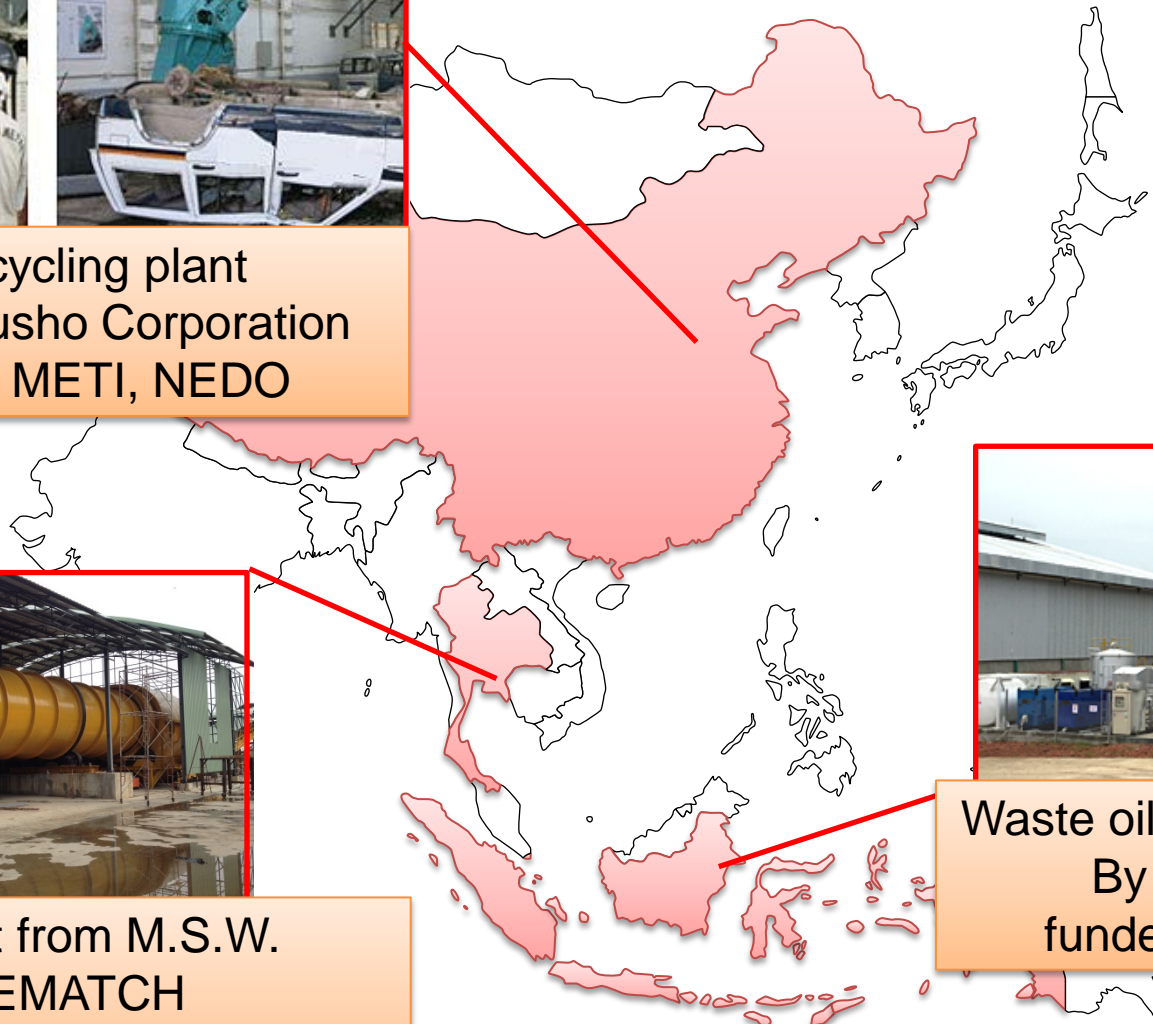 cycling plant
usho Corporation
METI, NEDO
t from M.S.W.
EMATCH
Waste oil
By
funde